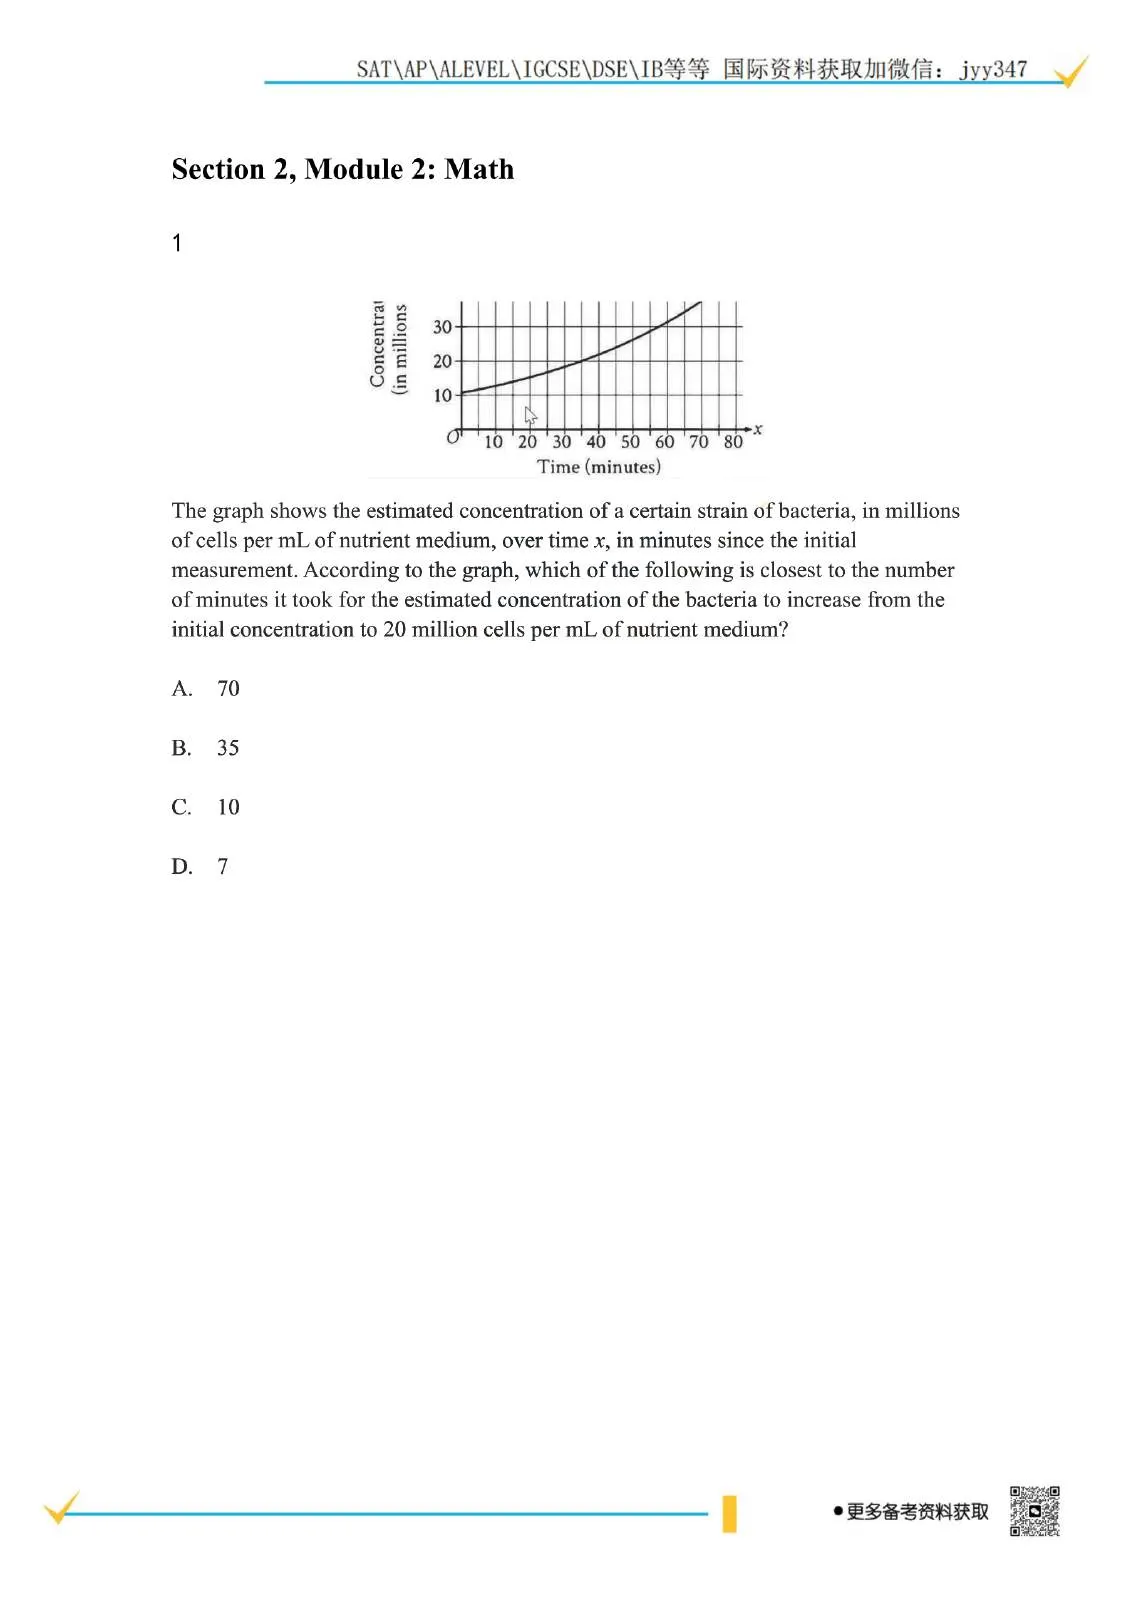 SAT\AP\ALEVEL\IGCSE\DSE\IB等等 国际资料获取加微信：jyy347
Section 2, Module 2: Math
1
Concentrat
(in millions
30
20
10
O
10 20 30 40 50 60 70 80
x
Time (minutes)
The graph shows the estimated concentration of a certain strain of bacteria, in millions
of cells per mL of nutrient medium, over time x, in minutes since the initial
measurement. According to the graph, which of the following is closest to the number
of minutes it took for the estimated concentration of the bacteria to increase from the
initial concentration to 20 million cells per mL of nutrient medium?
A. 70
B. 35
C. 10
D. 7
●更多备考资料获取